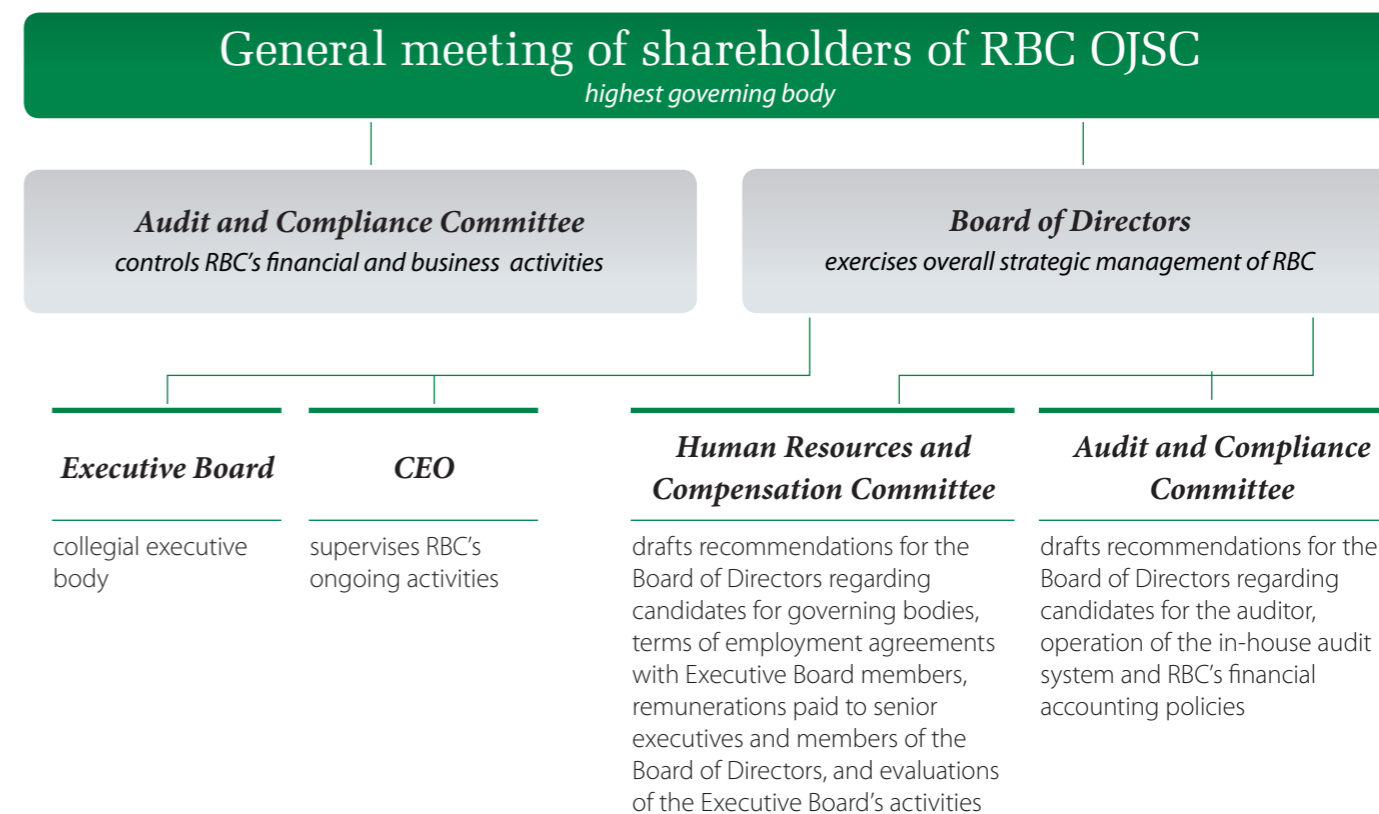 General meeting of shareholders of RBC OJSC
highest governing body
Audit and Compliance Committee
controls RBC's financial and business activities
Board of Directors
exercises overall strategic management of RBC
Executive Board
collegial executive
body
CEO
supervises RBC's
ongoing activities
Human Resources and
Compensation Committee
drafts recommendations for the
Board of Directors regarding
candidates for governing bodies,
terms of employment agreements
with Executive Board members,
remunerations paid to senior
executives and members of the
Board of Directors, and evaluations
of the Executive Board's activities
Audit and Compliance
Committee
drafts recommendations for the
Board of Directors regarding
candidates for the auditor,
operation of the in-house audit
system and RBC's financial
accounting policies